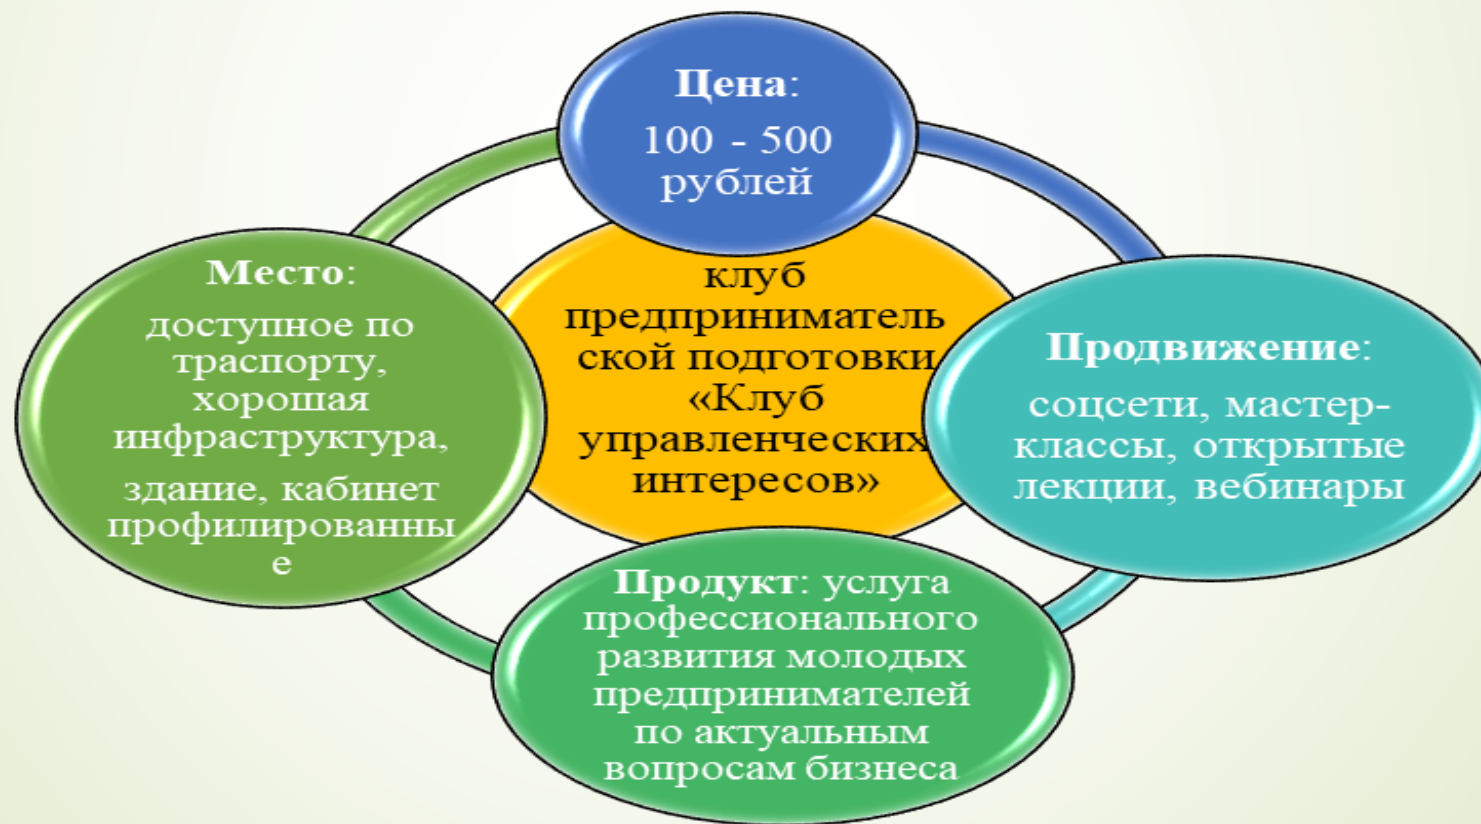 Цена:
100 - 500
рублей
Место:
доступное по
траспорту,
хорошая
инфраструктура,
здание, кабинет
профилированны
е
клуб
предприниматель
ской подготовки
«Клуб
управленческих
интересов»
Продвижение:
соцсети, мастер-
классы, открытые
лекции, вебинары
Продукт: услуга
профессионального
развития молодых
предпринимателей
по актуальным
вопросам бизнеса